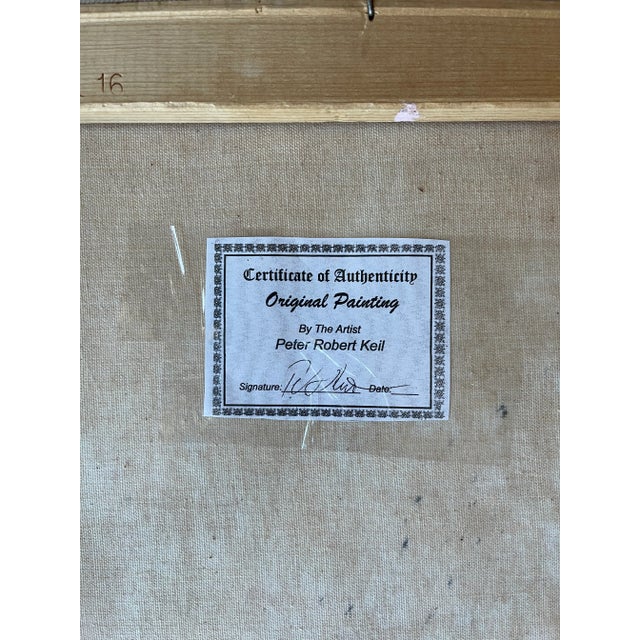 16
Certificate of Authenticity
Original Painting
By The Artist
Peter Robert Keil
Signature: Date: